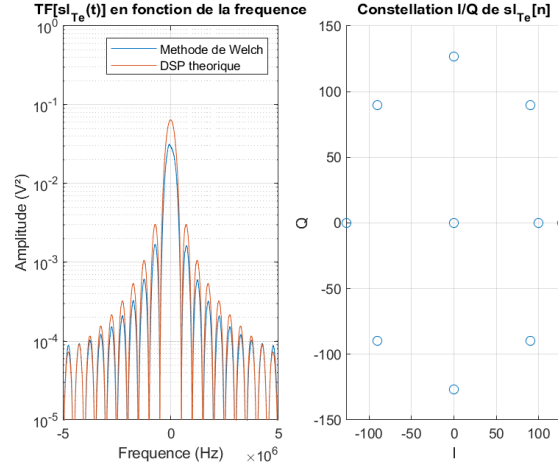 TF[sl_Te(t)] en fonction de la frequence
Constellation I/Q de sl_Te[n]
Methode de Welch
DSP theorique
Amplitude (V²)
10^0
10^-1
10^-2
10^-3
10^-4
10^-5
-5
0
5
Frequence (Hz)
×10^6
Q
150
100
50
0
-50
-100
-150
-100
-50
0
50
100
I